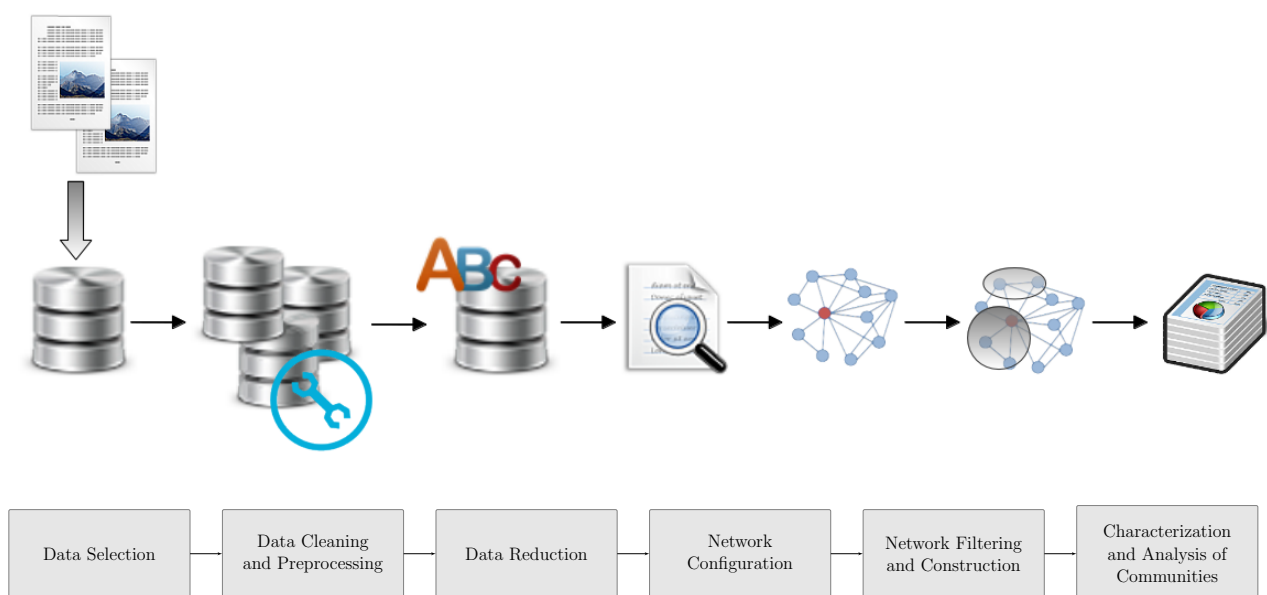 ABC
Data Selection
Data Cleaning
and Preprocessing
Data Reduction
Network
Configuration
Network Filtering
and Construction
Characterization
and Analysis of
Communities